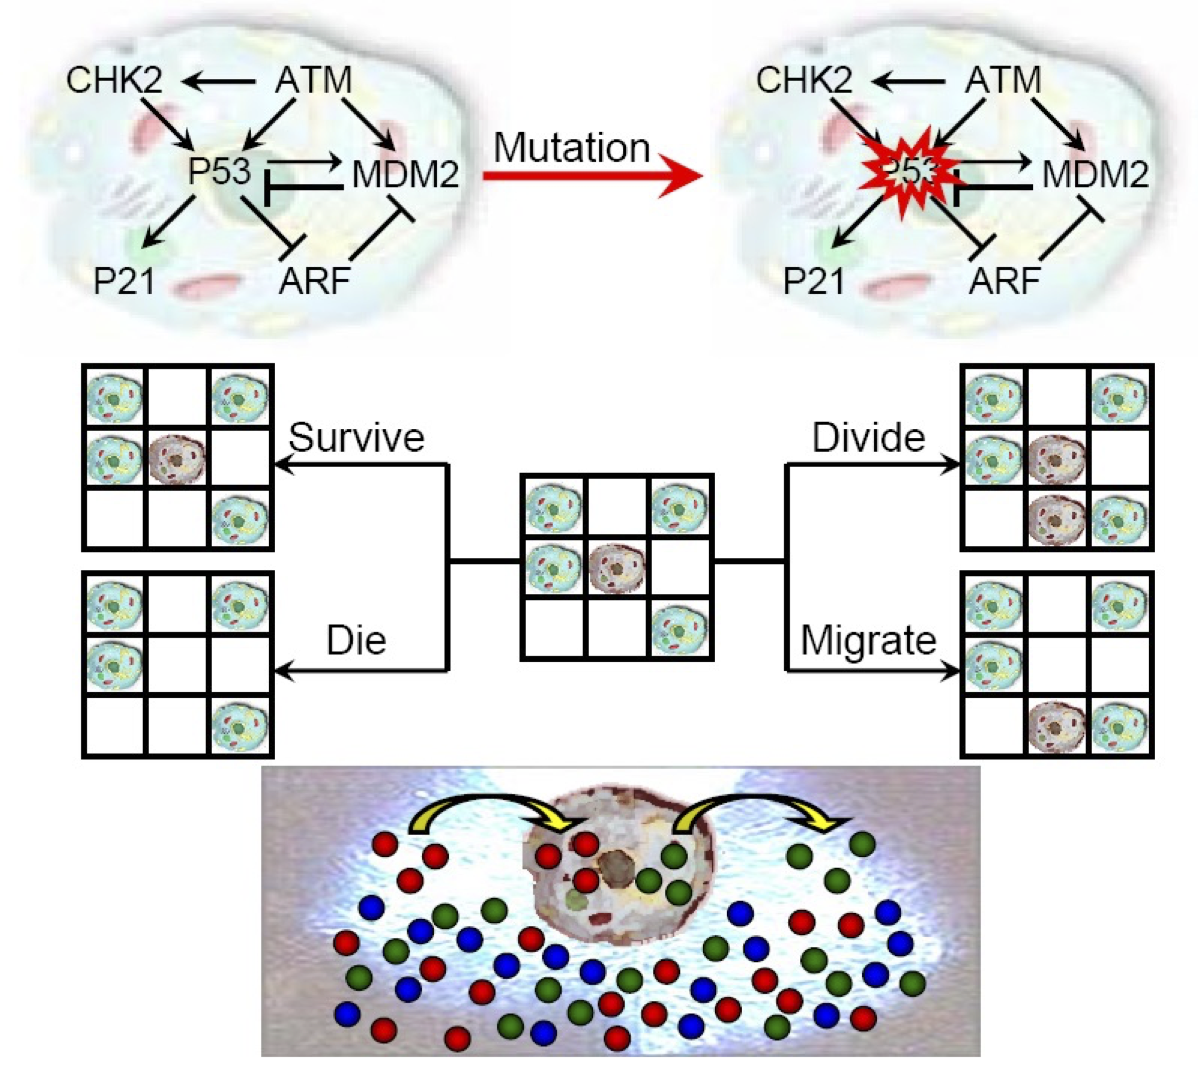 CHK2 ATM
P53 MDM2
P21 ARF
Mutation
CHK2 ATM
P53 MDM2
P21 ARF
Survive
Divide
Die
Migrate